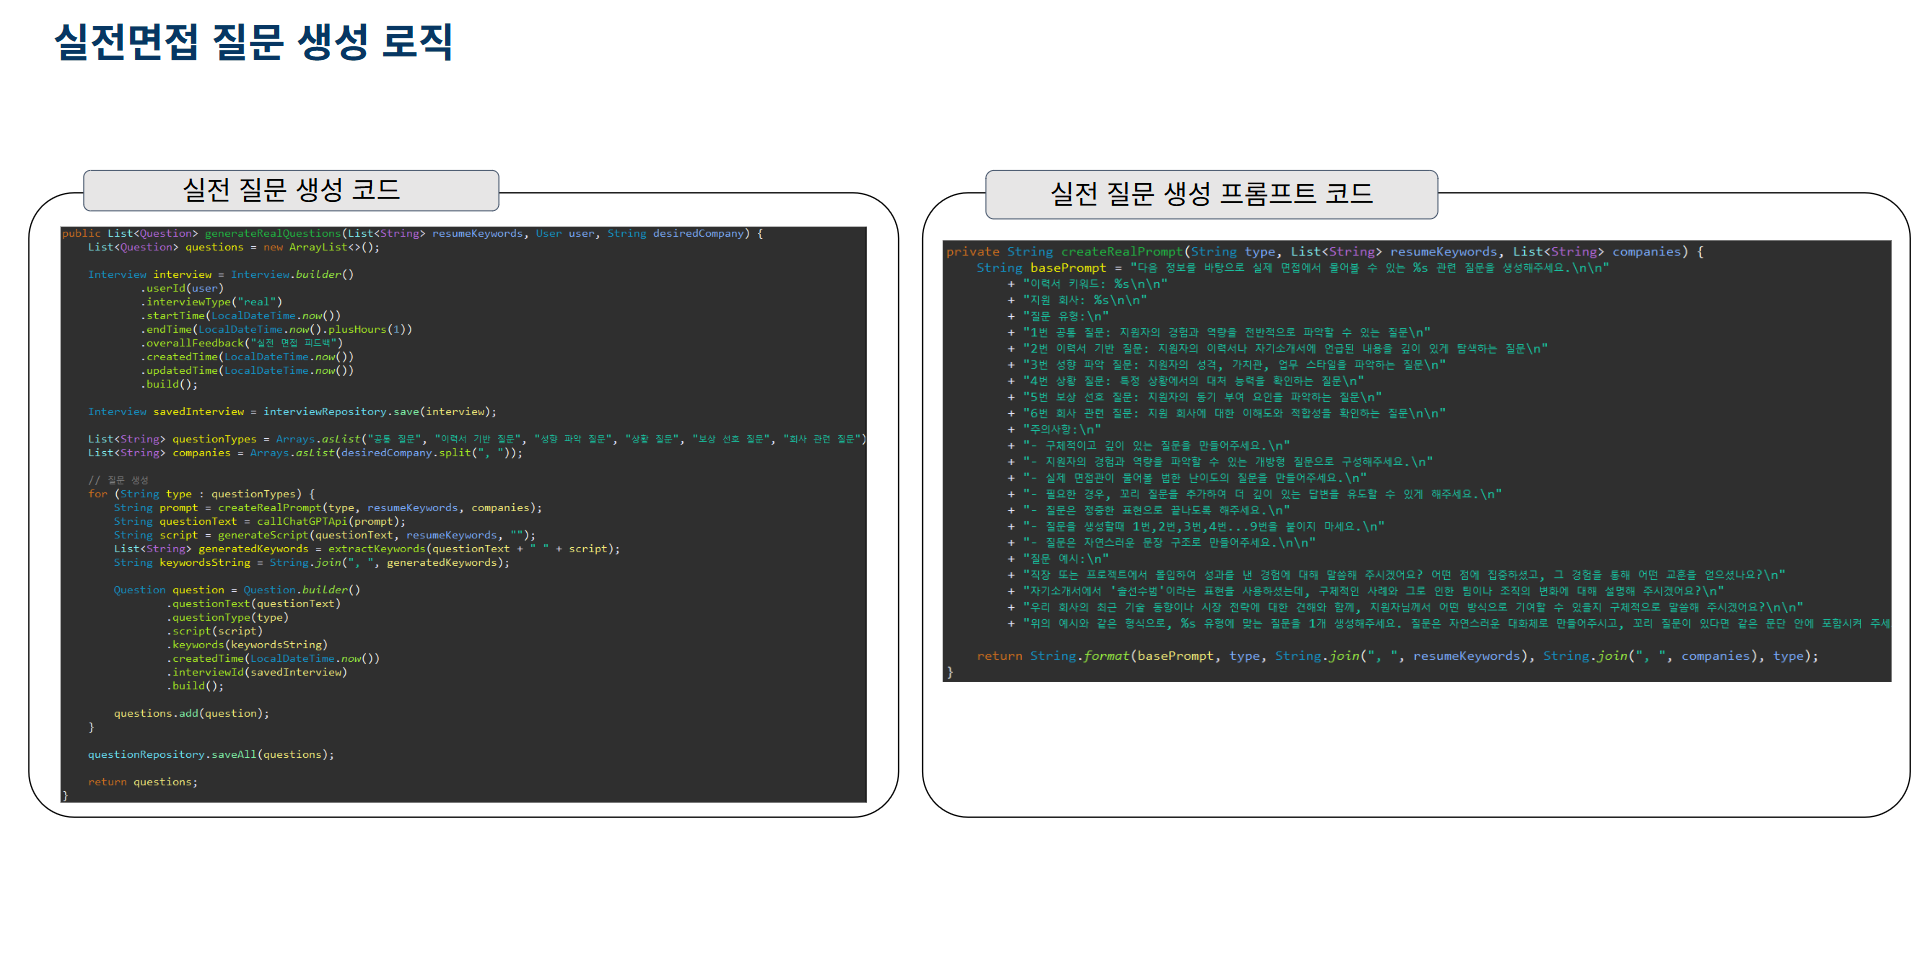 실전면접 질문 생성 로직
실전 질문 생성 코드
public List<Question> generateRealQuestions(List<String> resumeKeywords, User user, String desiredCompany) {
    List<Question> questions = new ArrayList<>();
    Interview interview = Interview.builder()
            .userId(user)
            .interviewType("real")
            .startTime(LocalDateTime.now())
            .endTime(LocalDateTime.now().plusHours(1))
            .overallFeedback("실전 면접 피드백")
            .createdTime(LocalDateTime.now())
            .updatedTime(LocalDateTime.now())
            .build();
    Interview savedInterview = interviewRepository.save(interview);
    List<String> questionTypes = Arrays.asList("공통 질문", "이력서 기반 질문", "성향 파악 질문", "상황 질문", "보상 선호 질문", "회사 관련 질문")
    List<String> companies = Arrays.asList(desiredCompany.split(", "));
    // 질문 생성
    for (String type : questionTypes) {
        String prompt = createRealPrompt(type, resumeKeywords, companies);
        String questionText = callChatGPTApi(prompt);
        String script = generateScript(questionText, resumeKeywords, "");
        List<String> generatedKeywords = extractKeywords(questionText + " " + script);
        String keywordsString = String.join(", ", generatedKeywords);
        Question question = Question.builder()
                .questionText(questionText)
                .questionType(type)
                .script(script)
                .keywords(keywordsString)
                .createdTime(LocalDateTime.now())
                .interviewId(savedInterview)
                .build();
        questions.add(question);
    }
    questionRepository.saveAll(questions);
    return questions;
}
실전 질문 생성 프롬프트 코드
private String createRealPrompt(String type, List<String> resumeKeywords, List<String> companies) {
    String basePrompt = "다음 정보를 바탕으로 실제 면접에서 물어볼 수 있는 %s 관련 질문을 생성해주세요.\n\n"
        + "이력서 키워드: %s\n\n"
        + "지원 회사: %s\n\n"
        + "질문 유형:\n"
        + "1번 공통 질문: 지원자의 경험과 역량을 전반적으로 파악할 수 있는 질문\n"
        + "2번 이력서 기반 질문: 지원자의 이력서나 자기소개서에 언급된 내용을 깊이 있게 탐색하는 질문\n"
        + "3번 성향 파악 질문: 지원자의 성격, 가치관, 업무 스타일을 파악하는 질문\n"
        + "4번 상황 질문: 특정 상황에서의 대처 능력을 확인하는 질문\n"
        + "5번 보상 선호 질문: 지원자의 동기 부여 요인을 파악하는 질문\n"
        + "6번 회사 관련 질문: 지원 회사에 대한 이해도와 적합성을 확인하는 질문\n\n"
        + "주의사항:\n"
        + "- 구체적이고 깊이 있는 질문을 만들어주세요.\n"
        + "- 지원자의 경험과 역량을 파악할 수 있는 개방형 질문으로 구성해주세요.\n"
        + "- 실제 면접관이 물어볼 법한 난이도의 질문을 만들어주세요.\n"
        + "- 필요한 경우, 꼬리 질문을 추가하여 더 깊이 있는 답변을 유도할 수 있게 해주세요.\n"
        + "- 질문은 정중한 표현으로 끝나도록 해주세요.\n"
        + "- 질문을 생성할때 1번,2번,3번,4번...9번을 붙이지 마세요.\n"
        + "- 질문은 자연스러운 문장 구조로 만들어주세요.\n\n"
        + "질문 예시:\n"
        + "직장 또는 프로젝트에서 몰입하여 성과를 낸 경험에 대해 말씀해 주시겠어요? 어떤 점에 집중하셨고, 그 경험을 통해 어떤 교훈을 얻으셨나요?\n"
        + "자기소개서에서 '솔선수범'이라는 표현을 사용하셨는데, 구체적인 사례와 그로 인한 팀이나 조직의 변화에 대해 설명해 주시겠어요?\n"
        + "우리 회사의 최근 기술 동향이나 시장 전략에 대한 견해와 함께, 지원자님께서 어떤 방식으로 기여할 수 있을지 구체적으로 말씀해 주시겠어요?\n\n"
        + "위의 예시와 같은 형식으로, %s 유형에 맞는 질문을 1개 생성해주세요. 질문은 자연스러운 대화체로 만들어주시고, 꼬리 질문이 있다면 같은 문단 안에 포함시켜 주세
    return String.format(basePrompt, type, String.join(", ", resumeKeywords), String.join(", ", companies), type);
}